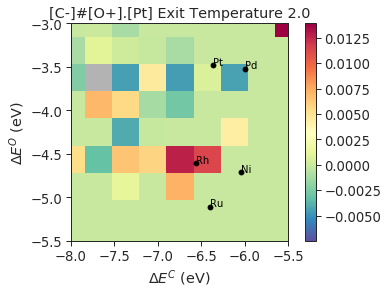 [C-]#[O+].[Pt] Exit Temperature 2.0
−3.0
−3.5
−4.0
−4.5
−5.0
−5.5
ΔE^O (eV)
Pt
Pd
Rh
Ni
Ru
−8.0 −7.5 −7.0 −6.5 −6.0 −5.5
ΔE^C (eV)
0.0125
0.0100
0.0075
0.0050
0.0025
0.0000
−0.0025
−0.0050